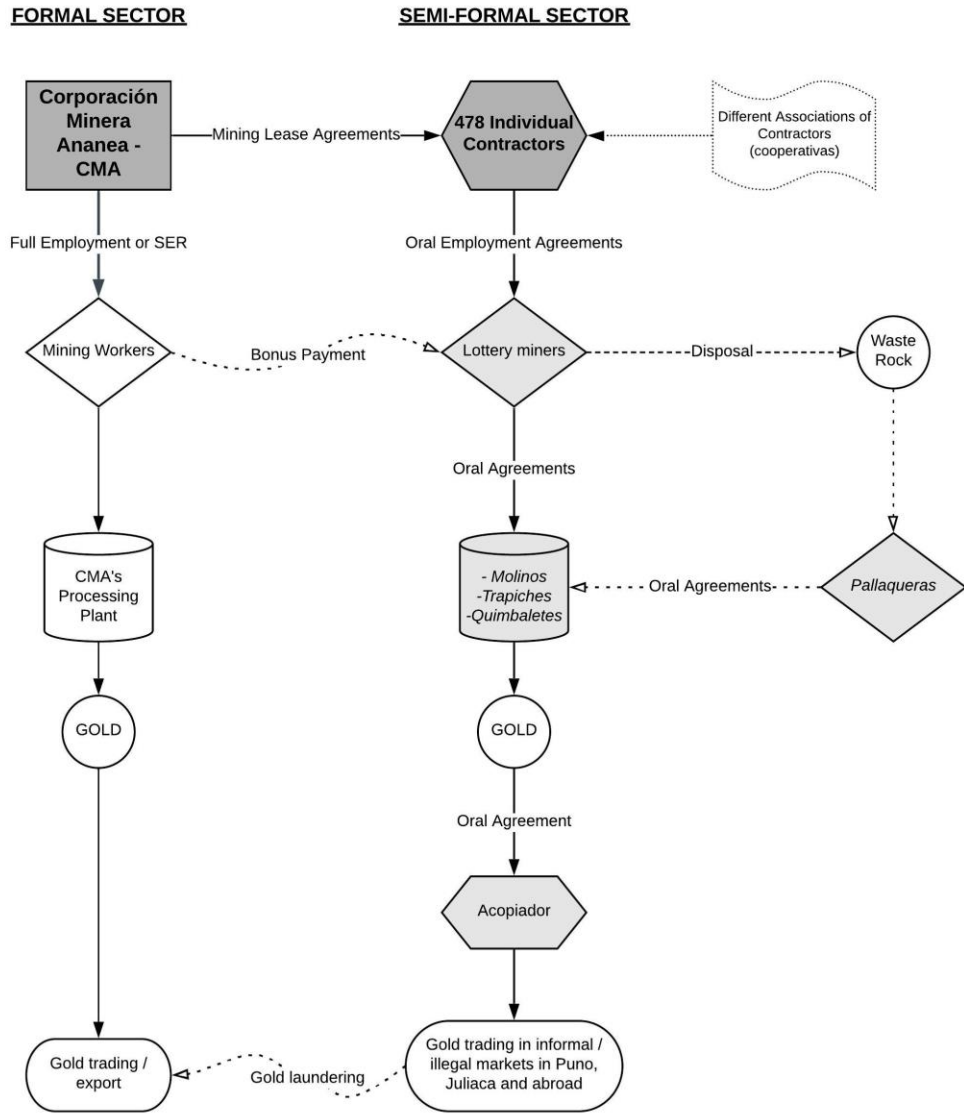 FORMAL SECTOR
SEMI-FORMAL SECTOR
Corporación
Minera
Ananea -
CMA
Mining Lease Agreements
478 Individual
Contractors
Different Associations of
Contractors
(cooperativas)
Full Employment or SER
Oral Employment Agreements
Mining Workers
Bonus Payment
Lottery miners
Disposal
Waste
Rock
Oral Agreements
CMA's
Processing
Plant
- Molinos
-Trapiches
-Quimbaletes
Oral Agreements
Pallaqueras
GOLD
GOLD
Oral Agreement
Acopiador
Gold trading /
export
Gold laundering
Gold trading in informal /
illegal markets in Puno,
Juliaca and abroad